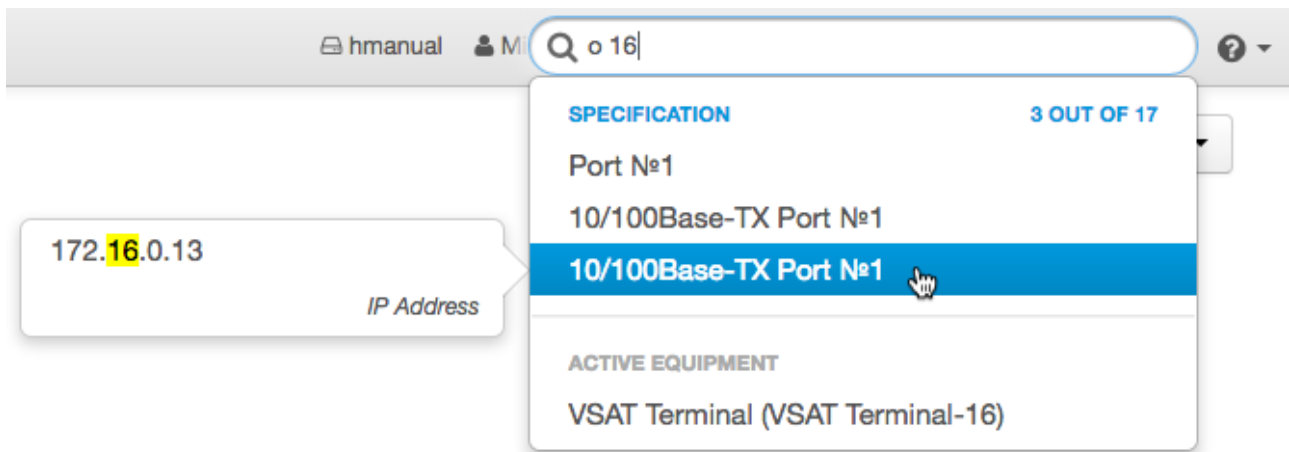 hmanual Mi o 16
SPECIFICATION 3 OUT OF 17
Port №1
10/100Base-TX Port №1
172.16.0.13
10/100Base-TX Port №1
IP Address
ACTIVE EQUIPMENT
VSAT Terminal (VSAT Terminal-16)